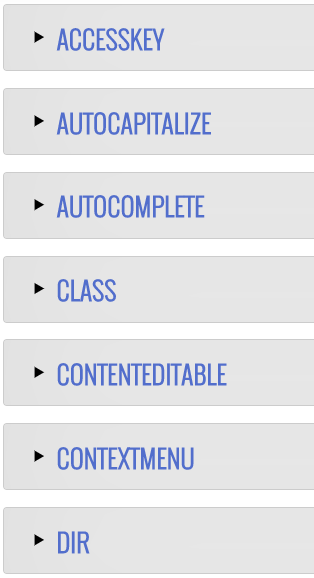 ACCESSKEY
AUTOCAPITALIZE
AUTOCOMPLETE
CLASS
CONTENTEDITABLE
CONTEXTMENU
DIR